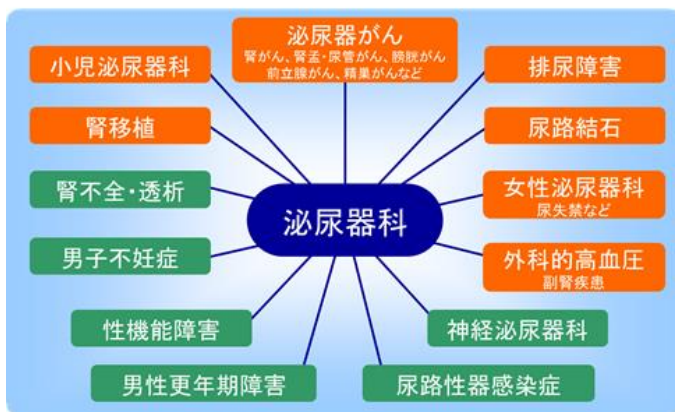 泌尿器がん
腎がん、腎盂・尿管がん、膀胱がん
前立腺がん、精巣がんなど
小児泌尿器科
排尿障害
腎移植
尿路結石
腎不全・透析
女性泌尿器科
尿失禁など
泌尿器科
男子不妊症
外科的高血圧
副腎疾患
性機能障害
神経泌尿器科
男性更年期障害
尿路性器感染症